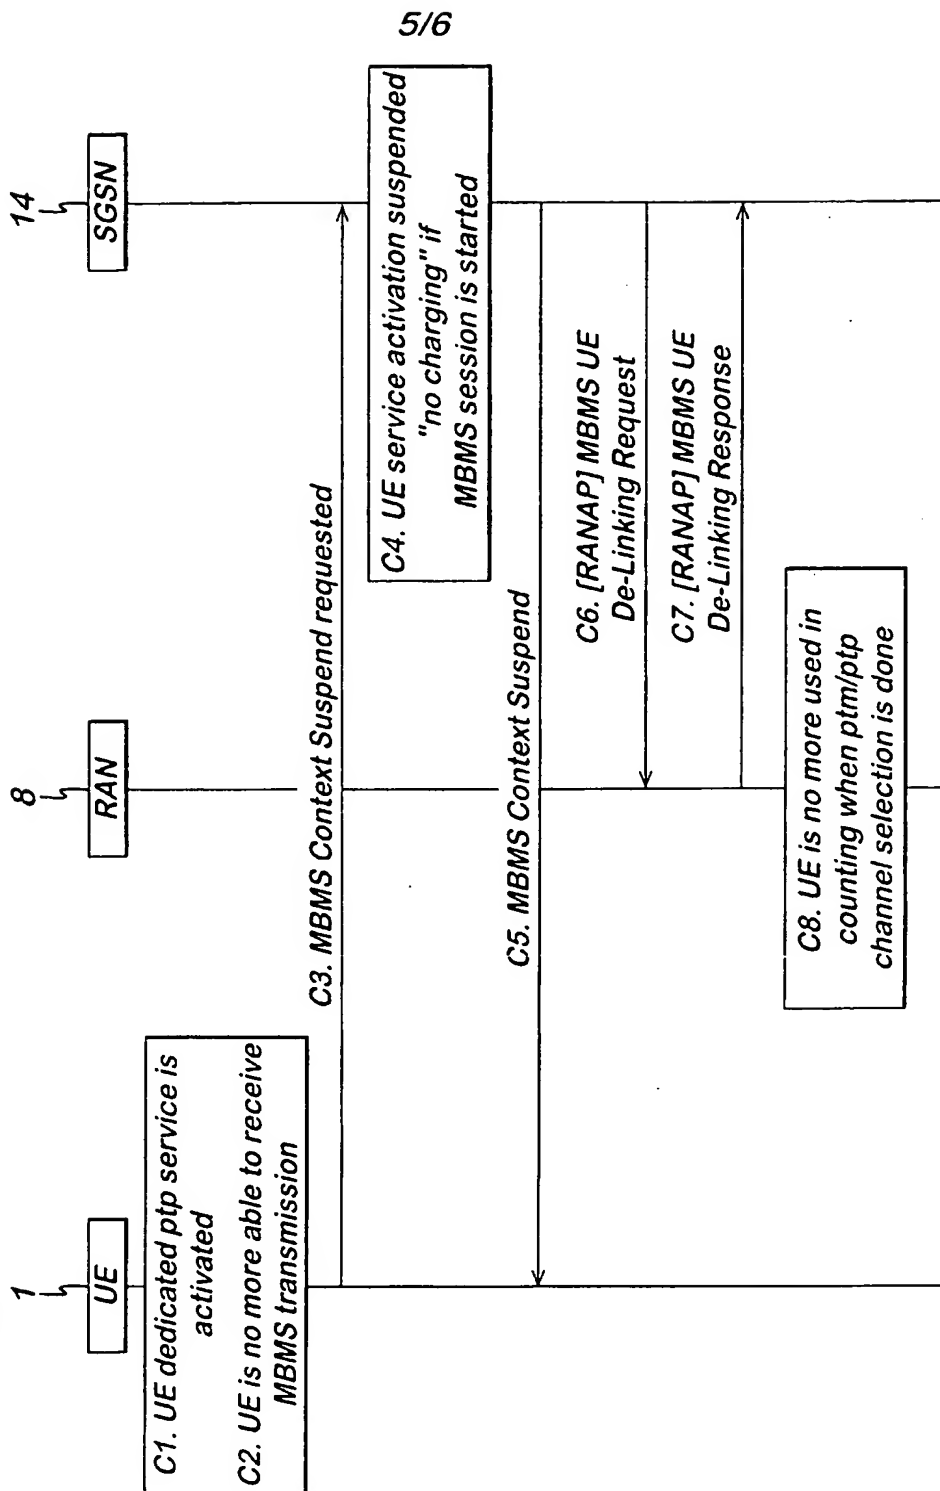 5/6
1
8
14
UE
RAN
SGSN
C1. UE dedicated ptp service is
activated
C2. UE is no more able to receive
MBMS transmission
C3. MBMS Context Suspend requested
C4. UE service activation suspended
"no charging" if
MBMS session is started
C5. MBMS Context Suspend
C6. [RANAP] MBMS UE
De-Linking Request
C7. [RANAP] MBMS UE
De-Linking Response
C8. UE is no more used in
counting when ptm/ptp
channel selection is done